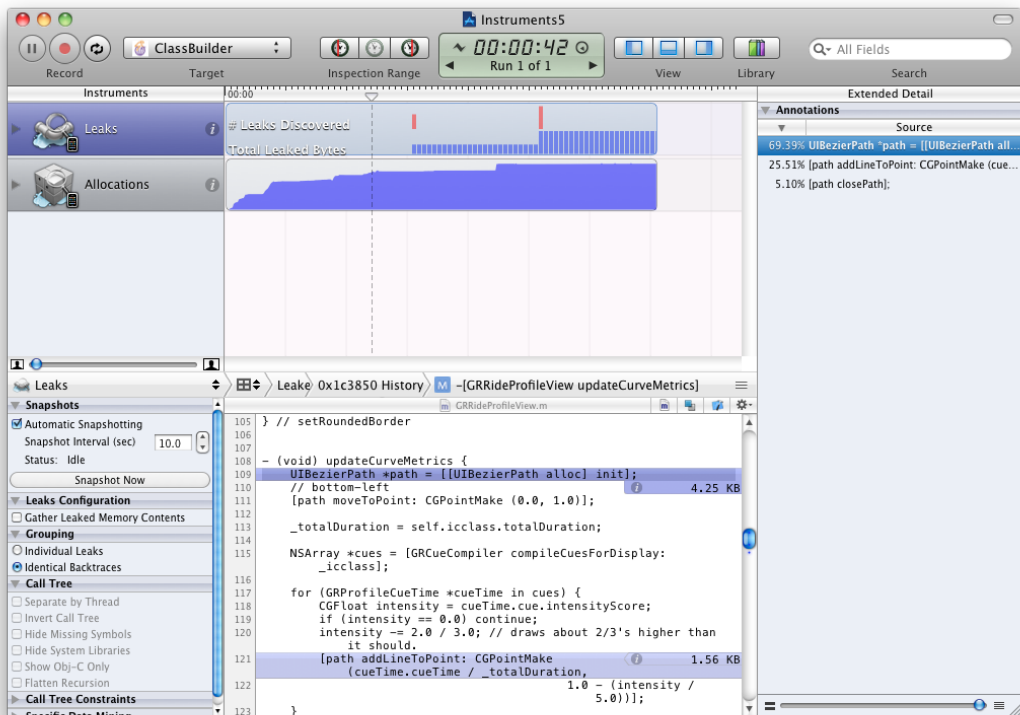 Instruments5
ClassBuilder
00:00:42
Run 1 of 1
All Fields
Record
Target
Inspection Range
View
Library
Search
Instruments
00:00
Extended Detail
Leaks
# Leaks Discovered
Total Leaked Bytes
Allocations
Annotations
Source
69.39% UIBezierPath *path = [[UIBezierPath all...
25.51% [path addLineToPoint: CGPointMake (cue...
5.10% [path closePath];
Leaks
Leake
0x1c3850 History
M -[GRRideProfileView updateCurveMetrics]
GRRideProfileView.m
Snapshots
Automatic Snapshotting
Snapshot Interval (sec) 10.0
Status: Idle
Snapshot Now
Leaks Configuration
Gather Leaked Memory Contents
Grouping
Individual Leaks
Identical Backtraces
Call Tree
Separate by Thread
Invert Call Tree
Hide Missing Symbols
Hide System Libraries
Show Obj-C Only
Flatten Recursion
Call Tree Constraints
Specific Data Mining
105 } // setRoundedBorder
106
107
108 - (void) updateCurveMetrics {
109 UIBezierPath *path = [[UIBezierPath alloc] init];
110 // bottom-left 4.25 KB
111 [path moveToPoint: CGPointMake (0.0, 1.0)];
112
113 _totalDuration = self.icclass.totalDuration;
114
115 NSArray *cues = [GRCueCompiler compileCuesForDisplay:
_icclass];
116
117 for (GRProfileCueTime *cueTime in cues) {
118 CGFloat intensity = cueTime.cue.intensityScore;
119 if (intensity == 0.0) continue;
120 intensity -= 2.0 / 3.0; // draws about 2/3's higher than
it should.
121 [path addLineToPoint: CGPointMake 1.56 KB
(cueTime.cueTime / _totalDuration,
122 1.0 - (intensity /
5.0))];
123 }